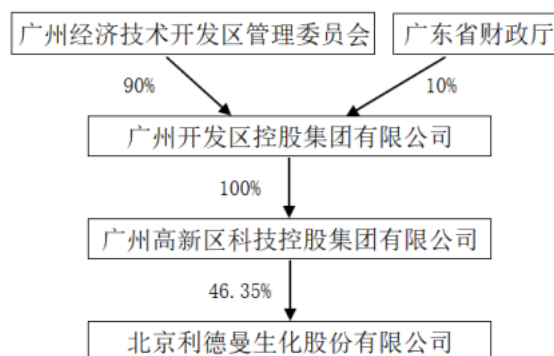 广州经济技术开发区管理委员会
广东省财政厅
90%
10%
广州开发区控股集团有限公司
100%
广州高新区科技控股集团有限公司
46.35%
北京利德曼生化股份有限公司